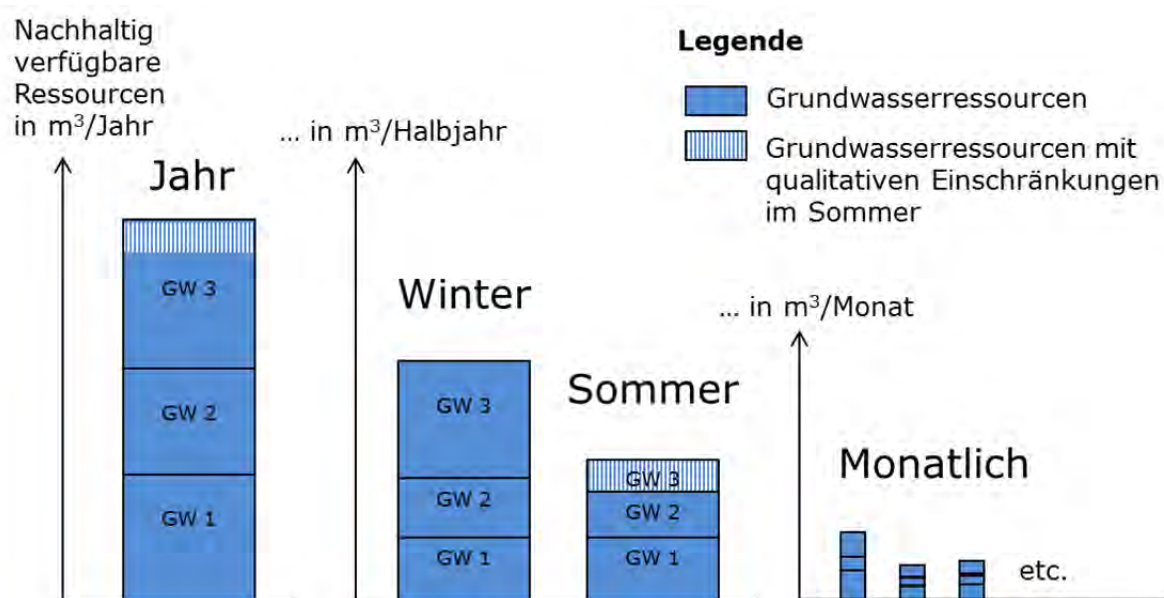 Nachhaltig
verfügbare
Ressourcen
in m³/Jahr
Jahr
GW 3
GW 2
GW 1
... in m³/Halbjahr
Winter
GW 3
GW 2
GW 1
Sommer
GW 3
GW 2
GW 1
Legende
Grundwasserressourcen
Grundwasserressourcen mit
qualitativen Einschränkungen
im Sommer
... in m³/Monat
Monatlich
etc.